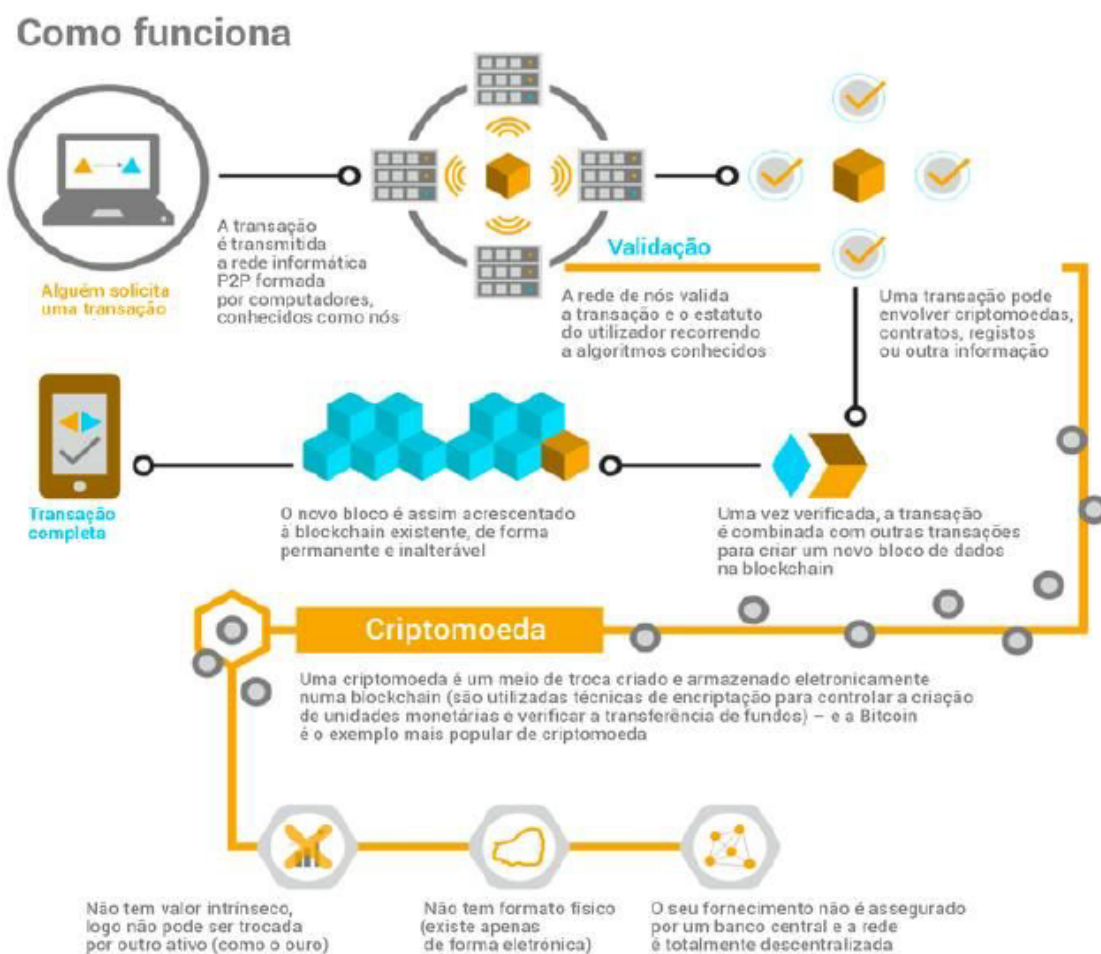 Como funciona
Alguém solicita
uma transação
A transação
é transmitida
a rede informática
P2P formada
por computadores,
conhecidos como nós
Validação
A rede de nós valida
a transação e o estatuto
do utilizador recorrendo
a algoritmos conhecidos
Uma transação pode
envolver criptomoedas,
contratos, registos
ou outra informação
Uma vez verificada, a transação
é combinada com outras transações
para criar um novo bloco de dados
na blockchain
O novo bloco é assim acrescentado
à blockchain existente, de forma
permanente e inalterável
Transação
completa
Criptomoeda
Uma criptomoeda é um meio de troca criado e armazenado eletronicamente
numa blockchain (são utilizadas técnicas de encriptação para controlar a criação
de unidades monetárias e verificar a transferência de fundos) – e a Bitcoin
é o exemplo mais popular de criptomoeda
Não tem valor intrínseco,
logo não pode ser trocada
por outro ativo (como o ouro)
Não tem formato físico
(existe apenas
de forma eletrónica)
O seu fornecimento não é assegurado
por um banco central e a rede
é totalmente descentralizada